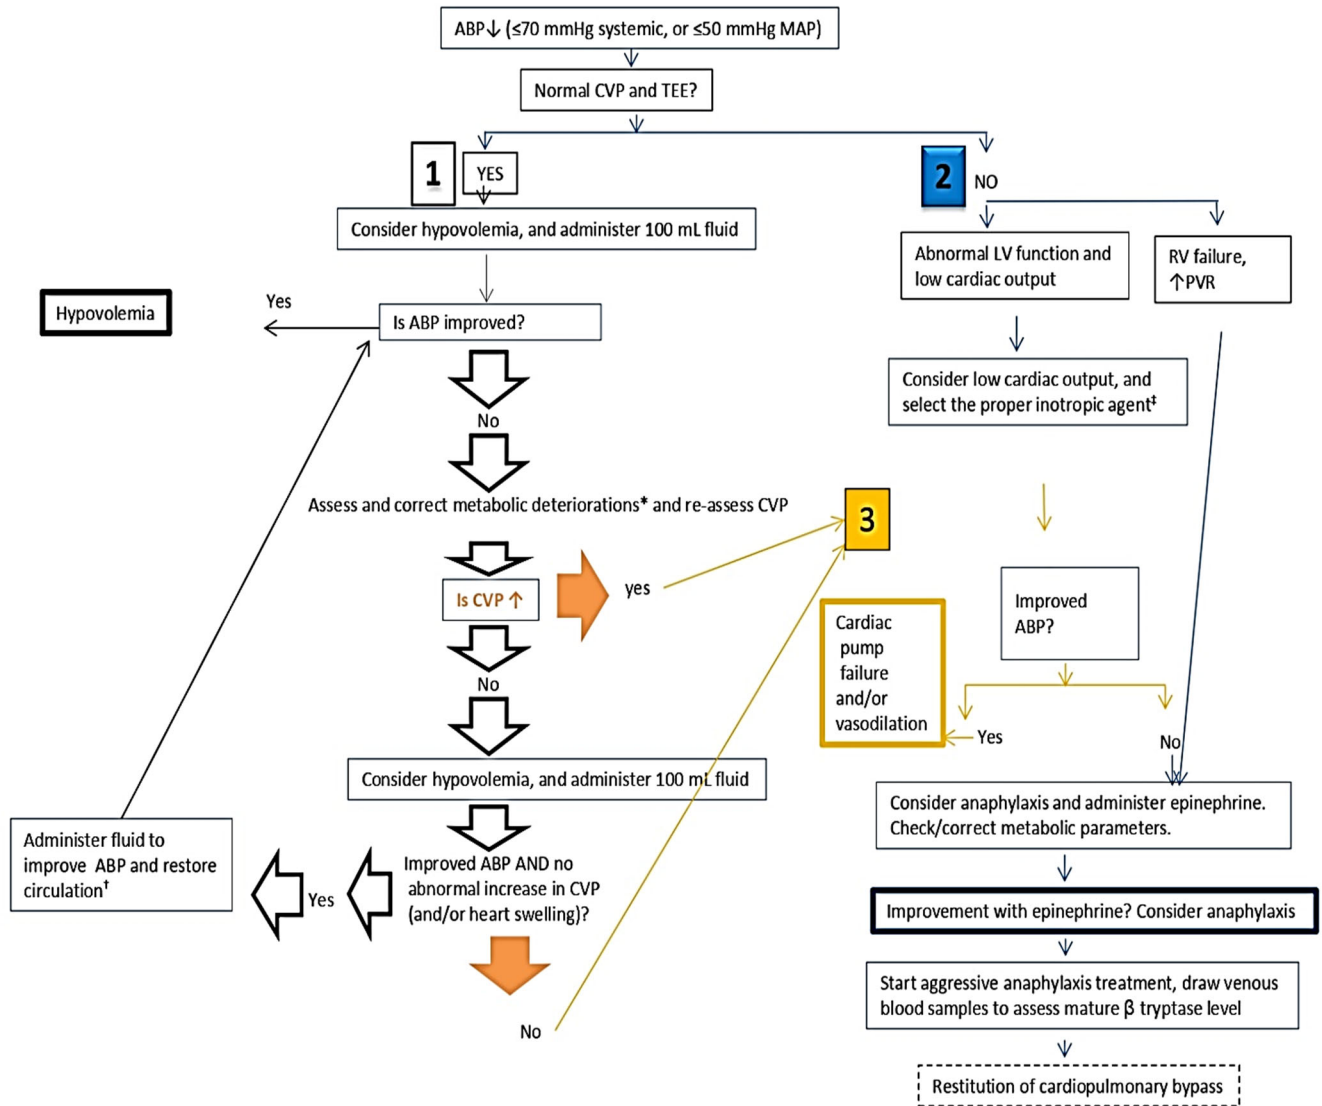 ABP↓ (≤70 mmHg systemic, or ≤50 mmHg MAP)
Normal CVP and TEE?
1
YES
2
NO
Consider hypovolemia, and administer 100 mL fluid
Abnormal LV function and
low cardiac output
RV failure,
↑PVR
Hypovolemia
Yes
Is ABP improved?
No
Consider low cardiac output, and
select the proper inotropic agent‡
Assess and correct metabolic deteriorations* and re-assess CVP
3
Is CVP ↑
yes
No
Improved
ABP?
Cardiac
pump
failure
and/or
vasodilation
Yes
No
Consider hypovolemia, and administer 100 mL fluid
Consider anaphylaxis and administer epinephrine.
Check/correct metabolic parameters.
Administer fluid to
improve ABP and restore
circulation†
Yes
Improved ABP AND no
abnormal increase in CVP
(and/or heart swelling)?
No
Improvement with epinephrine? Consider anaphylaxis
Start aggressive anaphylaxis treatment, draw venous
blood samples to assess mature β tryptase level
Restitution of cardiopulmonary bypass